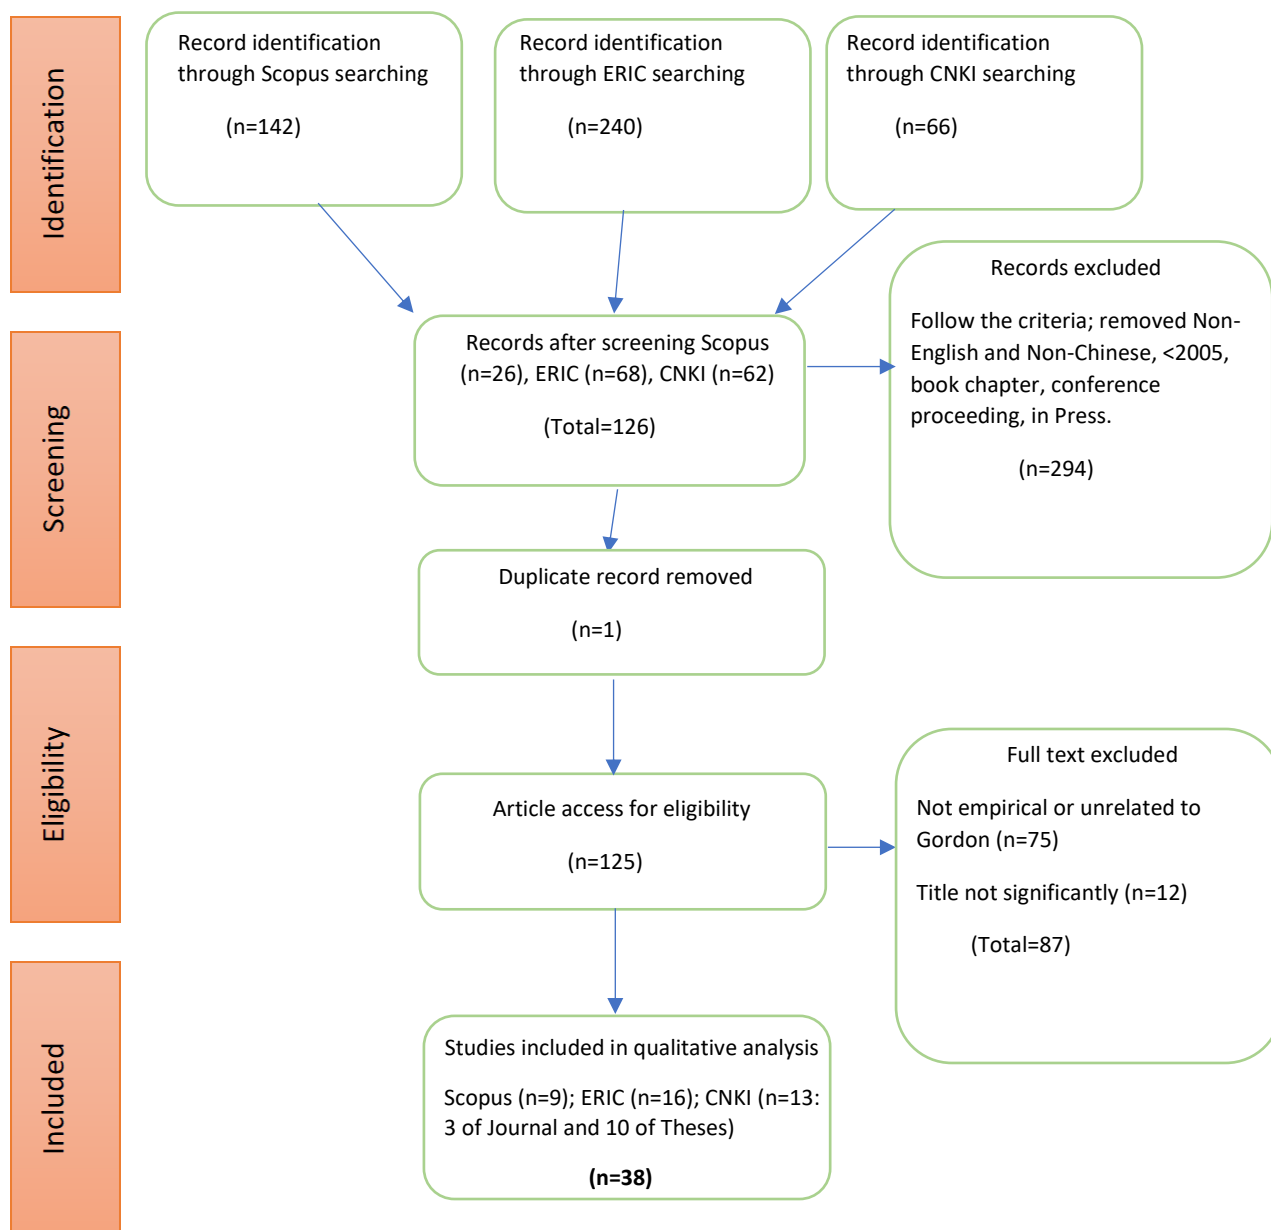 Identification
Record identification
through Scopus searching
(n=142)
Record identification
through ERIC searching
(n=240)
Record identification
through CNKI searching
(n=66)
Records excluded
Follow the criteria; removed Non-
English and Non-Chinese, <2005,
book chapter, conference
proceeding, in Press.
(n=294)
Screening
Records after screening Scopus
(n=26), ERIC (n=68), CNKI (n=62)
(Total=126)
Duplicate record removed
(n=1)
Eligibility
Article access for eligibility
(n=125)
Full text excluded
Not empirical or unrelated to
Gordon (n=75)
Title not significantly (n=12)
(Total=87)
Included
Studies included in qualitative analysis
Scopus (n=9); ERIC (n=16); CNKI (n=13:
3 of Journal and 10 of Theses)
(n=38)